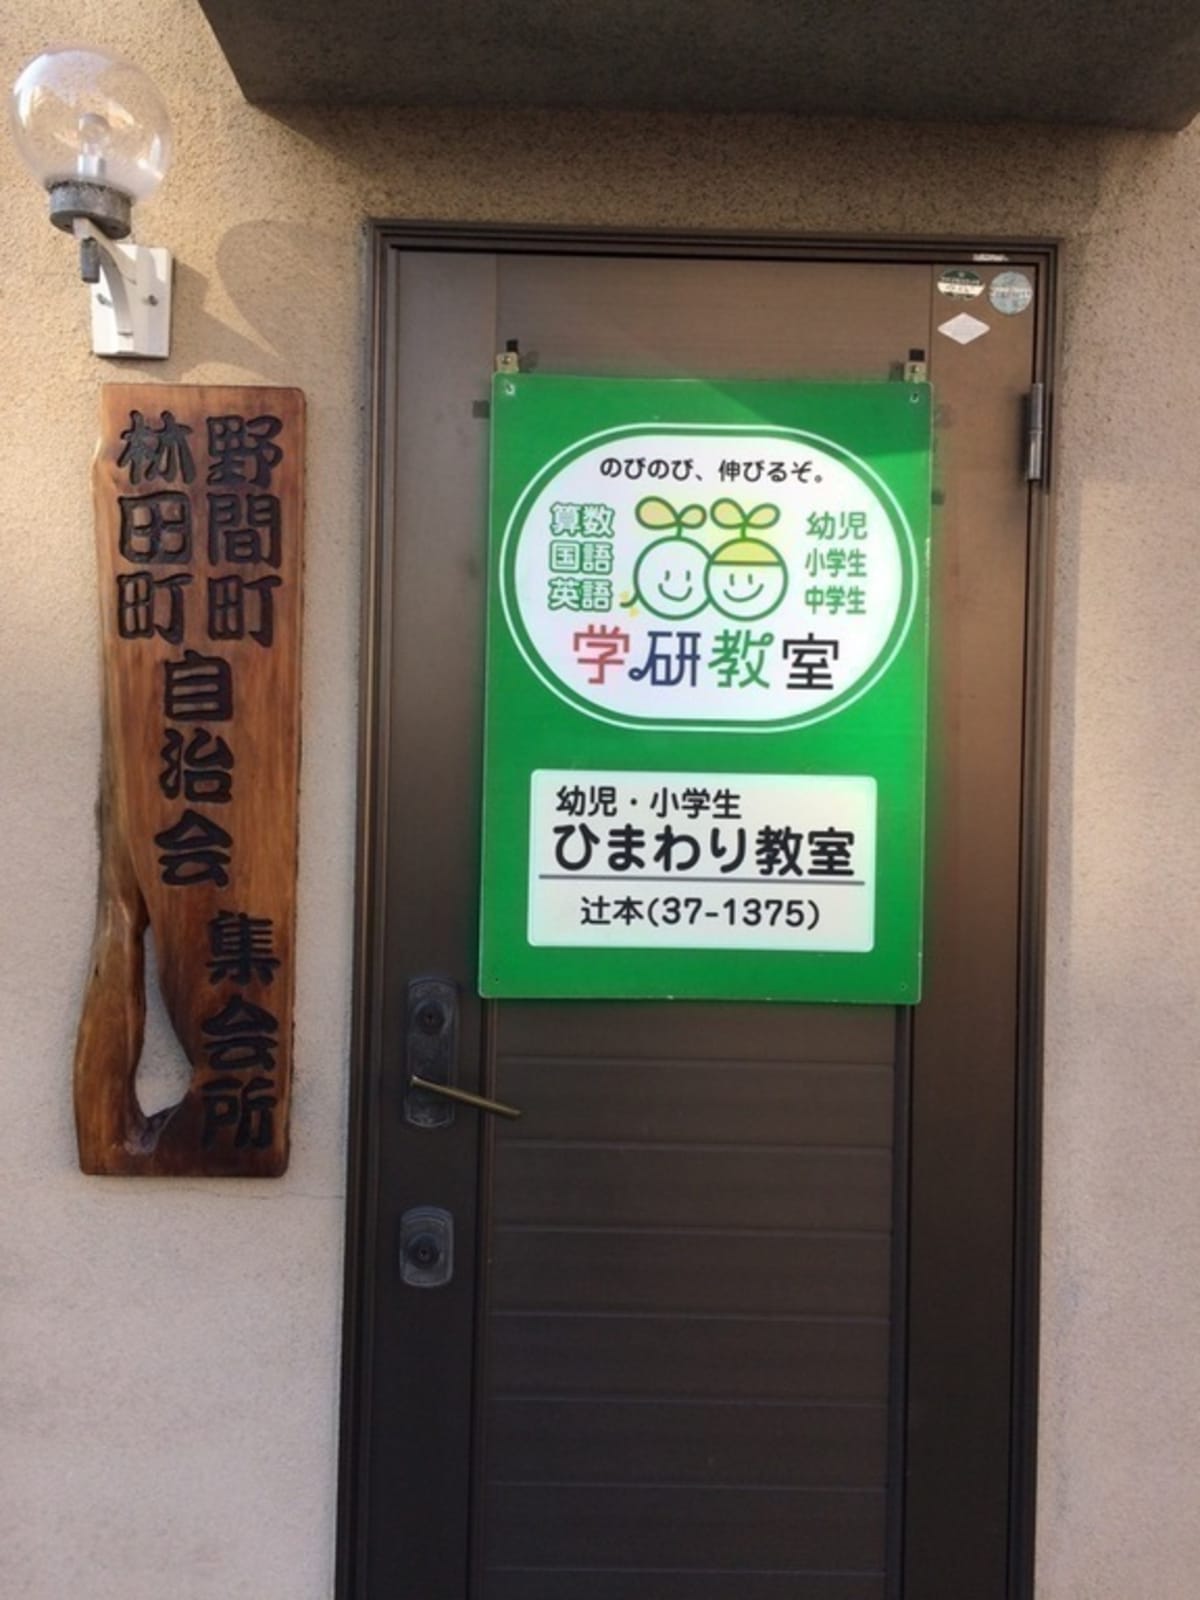 野間町
林田町
自治会
集会所
のびのび、伸びるぞ。
算数
国語
英語
幼児
小学生
中学生
学研教室
幼児・小学生
ひまわり教室
辻本(37-1375)